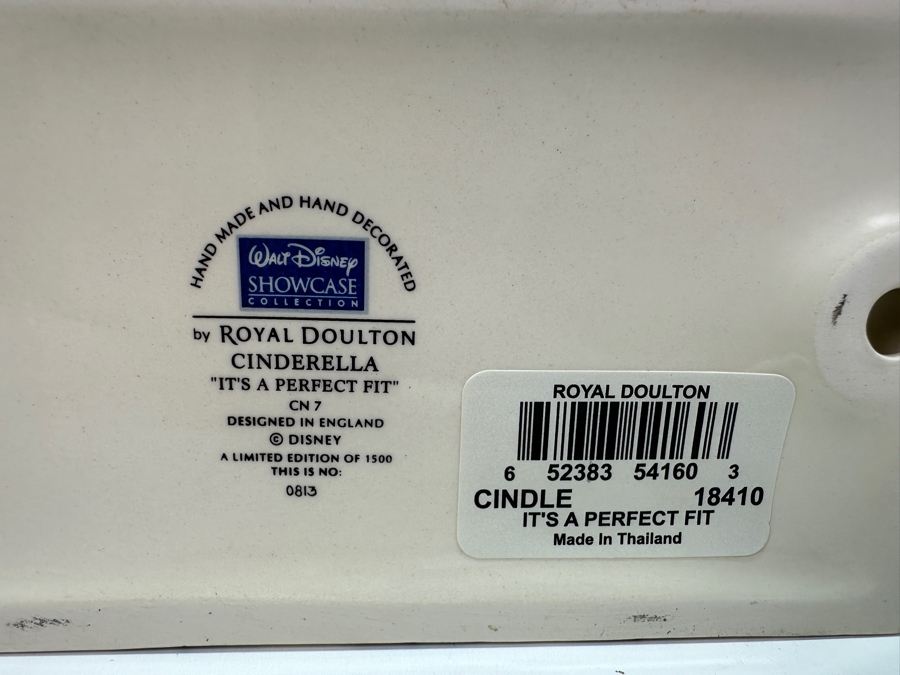 HAND MADE AND HAND DECORATED
WALT DISNEY
SHOWCASE
COLLECTION
by ROYAL DOULTON
CINDERELLA
"IT'S A PERFECT FIT"
CN 7
DESIGNED IN ENGLAND
© DISNEY
A LIMITED EDITION OF 1500
THIS IS NO:
0813
ROYAL DOULTON
6 52383 54160 3
CINDLE 18410
IT'S A PERFECT FIT
Made In Thailand